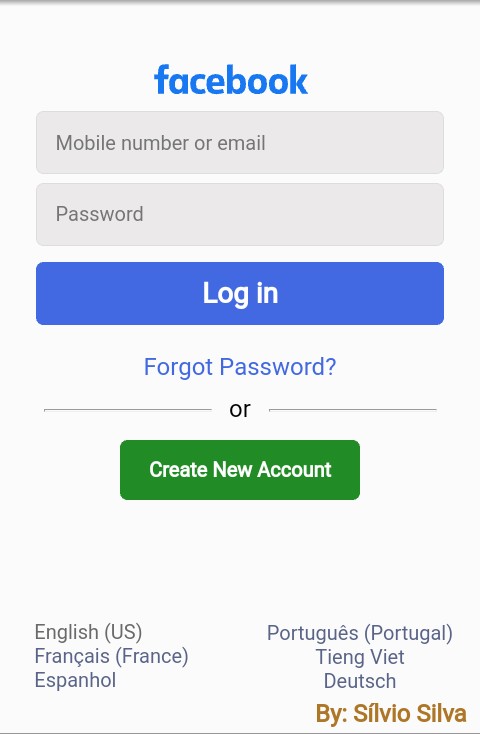 facebook
Mobile number or email
Password
Log in
Forgot Password?
or
Create New Account
English (US)
Français (France)
Espanhol
Português (Portugal)
Tieng Viet
Deutsch
By: Sílvio Silva